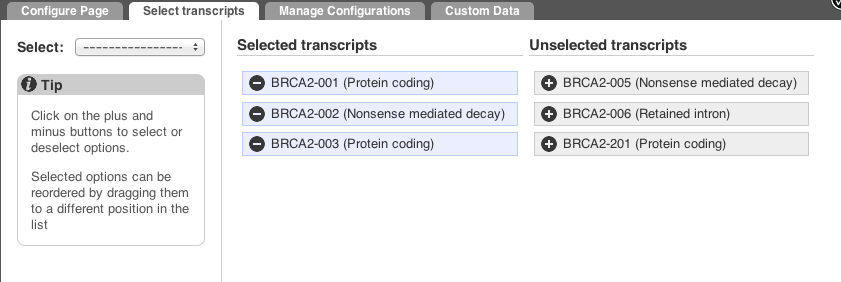 Configure Page
Select transcripts
Manage Configurations
Custom Data
Select:
----------------
Tip
Click on the plus and
minus buttons to select or
deselect options.
Selected options can be
reordered by dragging them
to a different position in the
list
Selected transcripts
BRCA2-001 (Protein coding)
BRCA2-002 (Nonsense mediated decay)
BRCA2-003 (Protein coding)
Unselected transcripts
BRCA2-005 (Nonsense mediated decay)
BRCA2-006 (Retained intron)
BRCA2-201 (Protein coding)